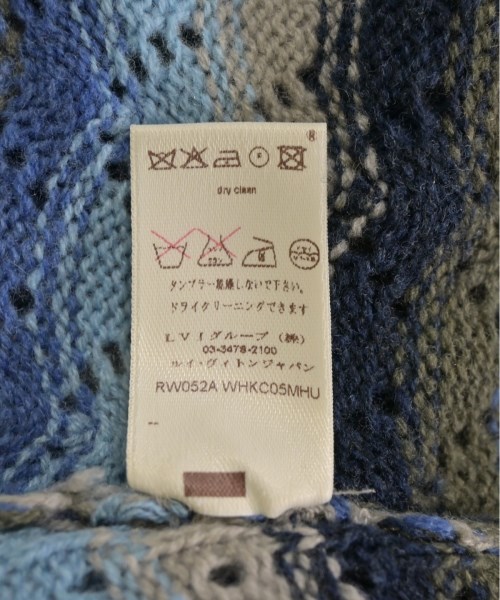 ®
dry clean
タンブラー乾燥しないで下さい。
ドライクリーニングできます
LVJグループ(株)
03-3478-2100
ルイ・ヴィトンジャパン
RW052A WHKC05MHU
--